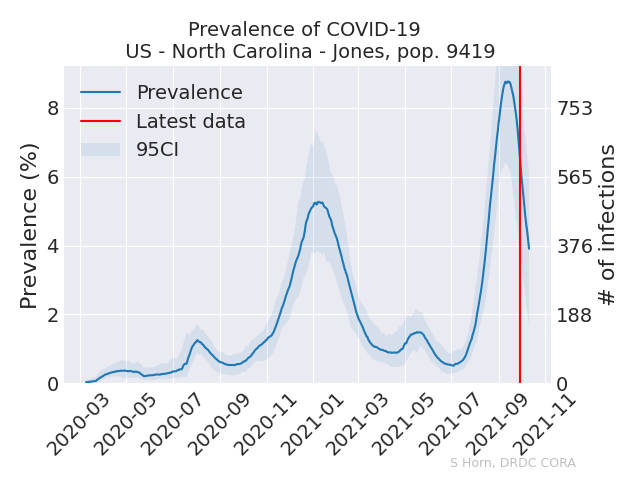 Prevalence of COVID-19
US - North Carolina - Jones, pop. 9419
Prevalence
Latest data
95CI
Prevalence (%)
8
6
4
2
0
# of infections
753
565
376
188
0
2020-03
2020-05
2020-07
2020-09
2020-11
2021-01
2021-03
2021-05
2021-07
2021-09
2021-11
S Horn, DRDC CORA